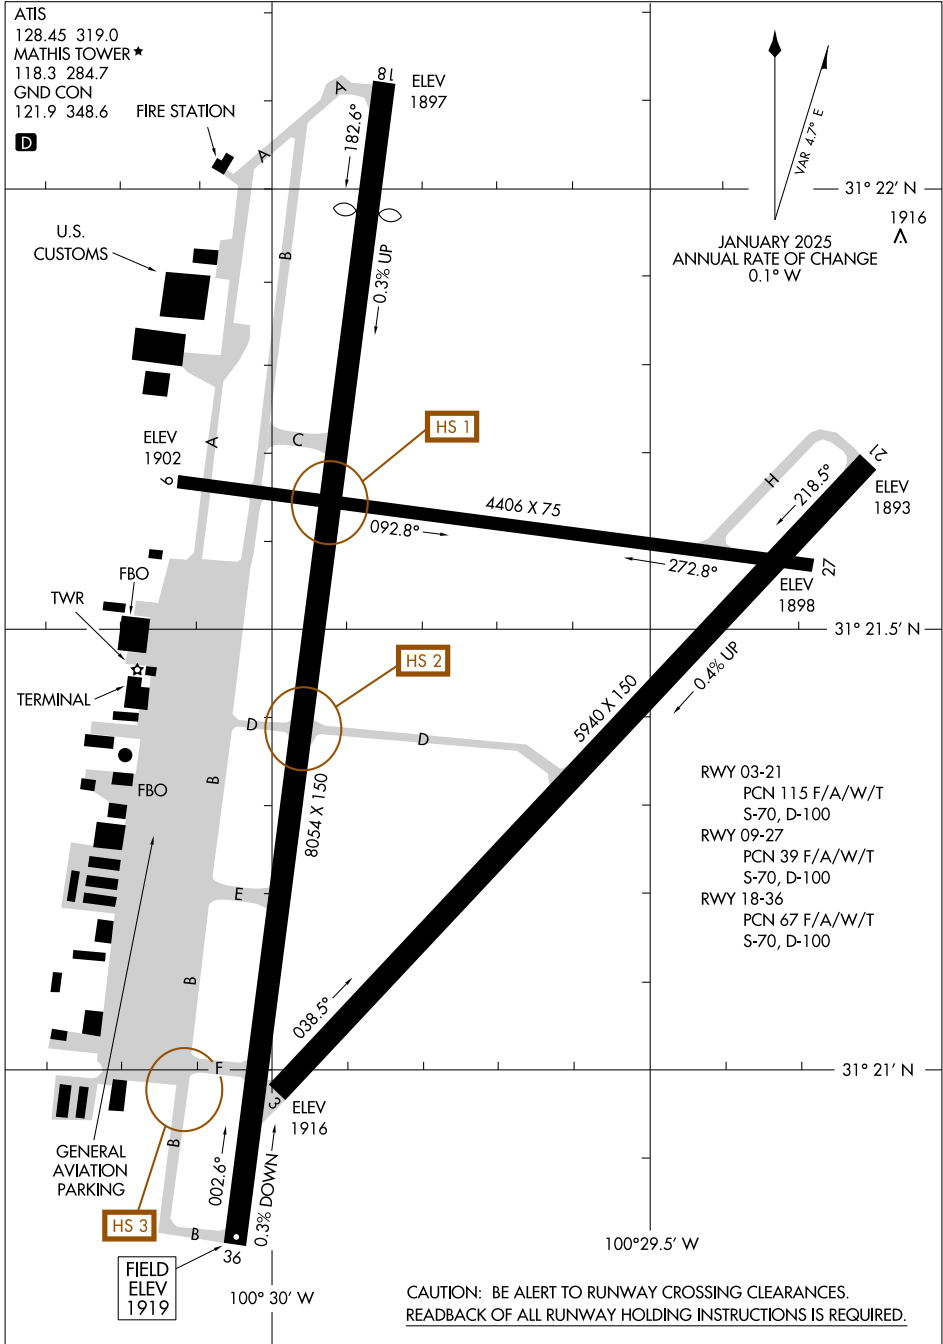 ATIS
128.45 319.0
MATHIS TOWER★
118.3 284.7
GND CON
121.9 348.6
D
FIRE STATION
A
A
18
ELEV
1897
182.6°
0.3% UP
VAR 4.7° E
31° 22' N
1916
JANUARY 2025
ANNUAL RATE OF CHANGE
0.1° W
U.S.
CUSTOMS
B
HS 1
ELEV
1902
A
C
9
4406 X 75
092.8°
H
218.5°
21
ELEV
1893
272.8°
27
ELEV
1898
FBO
TWR
TERMINAL
31° 21.5' N
HS 2
D
D
0.4% UP
5940 X 150
B
FBO
8054 X 150
RWY 03-21
PCN 115 F/A/W/T
S-70, D-100
RWY 09-27
PCN 39 F/A/W/T
S-70, D-100
RWY 18-36
PCN 67 F/A/W/T
S-70, D-100
E
B
038.5°
F
31° 21' N
3
ELEV
1916
B
GENERAL
AVIATION
PARKING
002.6°
0.3% DOWN
HS 3
B
36
FIELD
ELEV
1919
100° 30' W
100°29.5' W
CAUTION: BE ALERT TO RUNWAY CROSSING CLEARANCES.
READBACK OF ALL RUNWAY HOLDING INSTRUCTIONS IS REQUIRED.